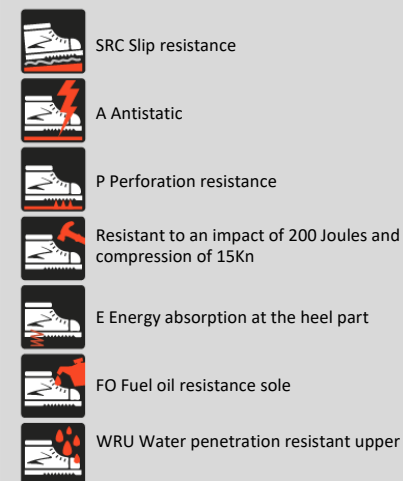 SRC Slip resistance
A Antistatic
P Perforation resistance
Resistant to an impact of 200 Joules and
compression of 15Kn
E Energy absorption at the heel part
FO Fuel oil resistance sole
WRU Water penetration resistant upper